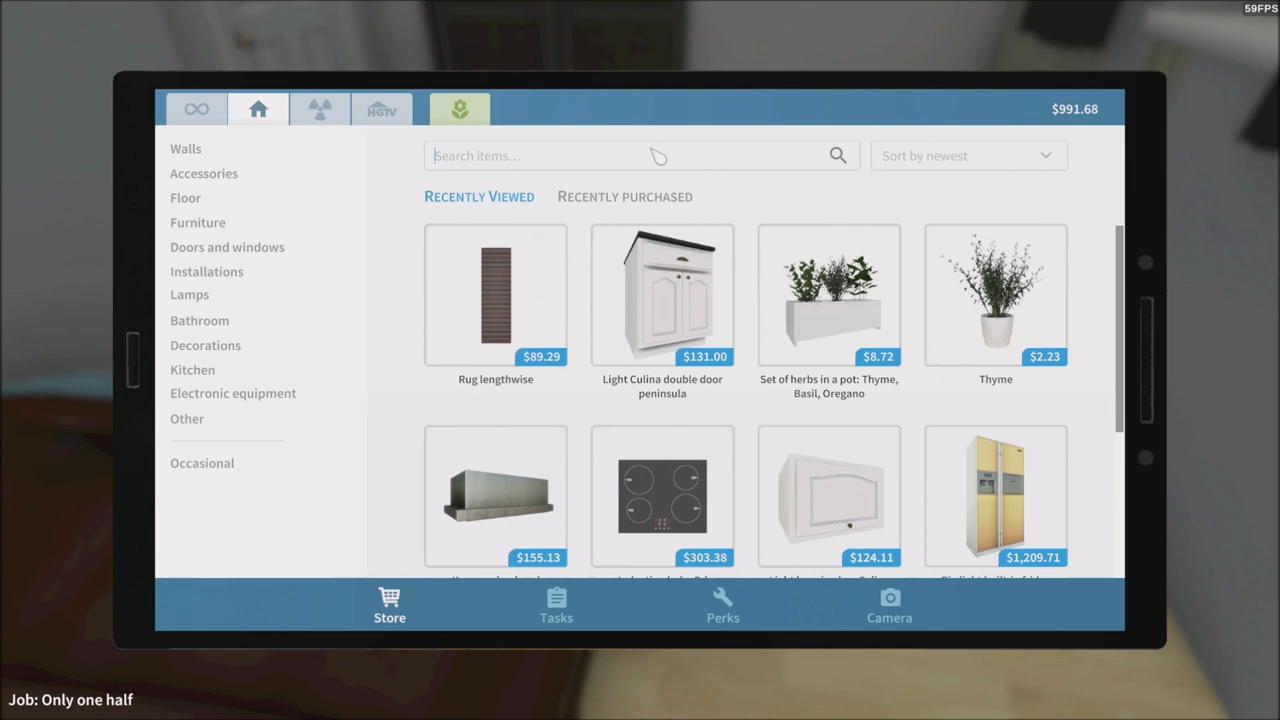 59FPS
HGTV
$991.68
Walls
Accessories
Floor
Furniture
Doors and windows
Installations
Lamps
Bathroom
Decorations
Kitchen
Electronic equipment
Other
Occasional
Search items...
Sort by newest
RECENTLY VIEWED
RECENTLY PURCHASED
$89.29
$131.00
$8.72
$2.23
Rug lengthwise
Light Culina double door
peninsula
Set of herbs in a pot: Thyme,
Basil, Oregano
Thyme
$155.13
$303.38
$124.11
$1,209.71
Store
Tasks
Perks
Camera
Job: Only one half